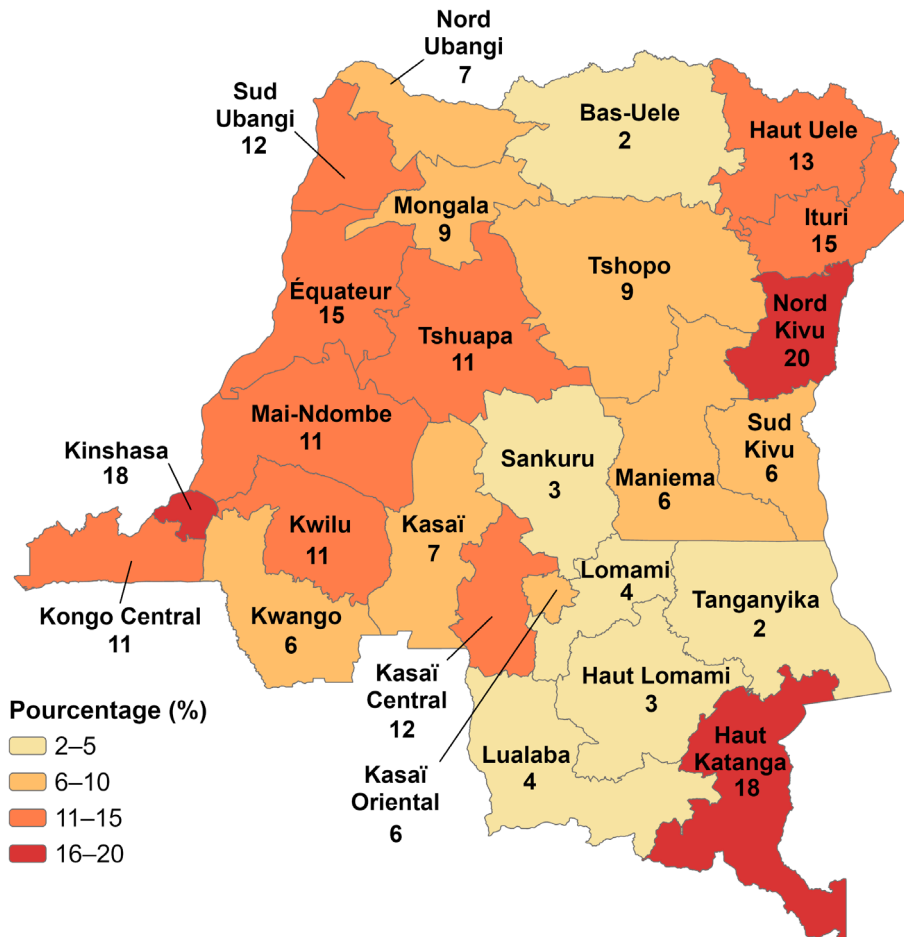 Nord
Ubangi
7
Sud
Ubangi
12
Bas-Uele
2
Haut Uele
13
Mongala
9
Ituri
15
Tshopo
9
Équateur
15
Nord
Kivu
20
Tshuapa
11
Mai-Ndombe
11
Kinshasa
18
Sankuru
3
Maniema
6
Sud
Kivu
6
Kwilu
11
Kasaï
7
Kongo Central
11
Kwango
6
Lomami
4
Tanganyika
2
Kasaï
Central
12
Haut Lomami
3
Kasaï
Oriental
6
Lualaba
4
Haut
Katanga
18
Pourcentage (%)
2–5
6–10
11–15
16–20